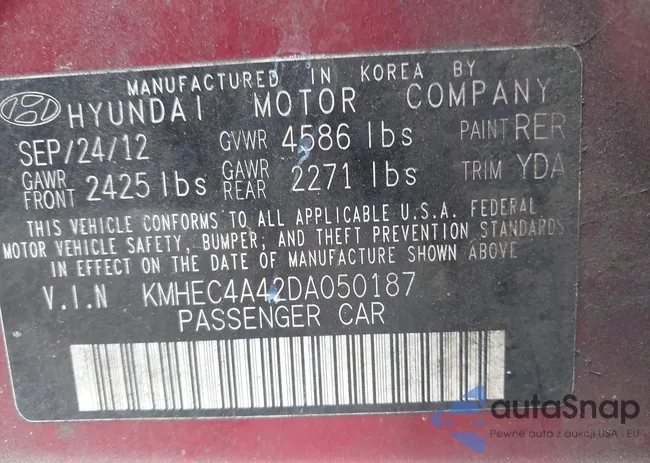 MANUFACTURED IN KOREA BY
HYUNDAI MOTOR COMPANY
SEP/24/12 GVWR 4586 lbs PAINT RER
GAWR FRONT 2425 lbs GAWR REAR 2271 lbs TRIM YDA
THIS VEHICLE CONFORMS TO ALL APPLICABLE U.S.A. FEDERAL
MOTOR VEHICLE SAFETY, BUMPER, AND THEFT PREVENTION STANDARDS
IN EFFECT ON THE DATE OF MANUFACTURE SHOWN ABOVE
V.I.N KMHEC4A42DA050187
PASSENGER CAR
autaSnap
Pewne auta z aukcji USA i EU